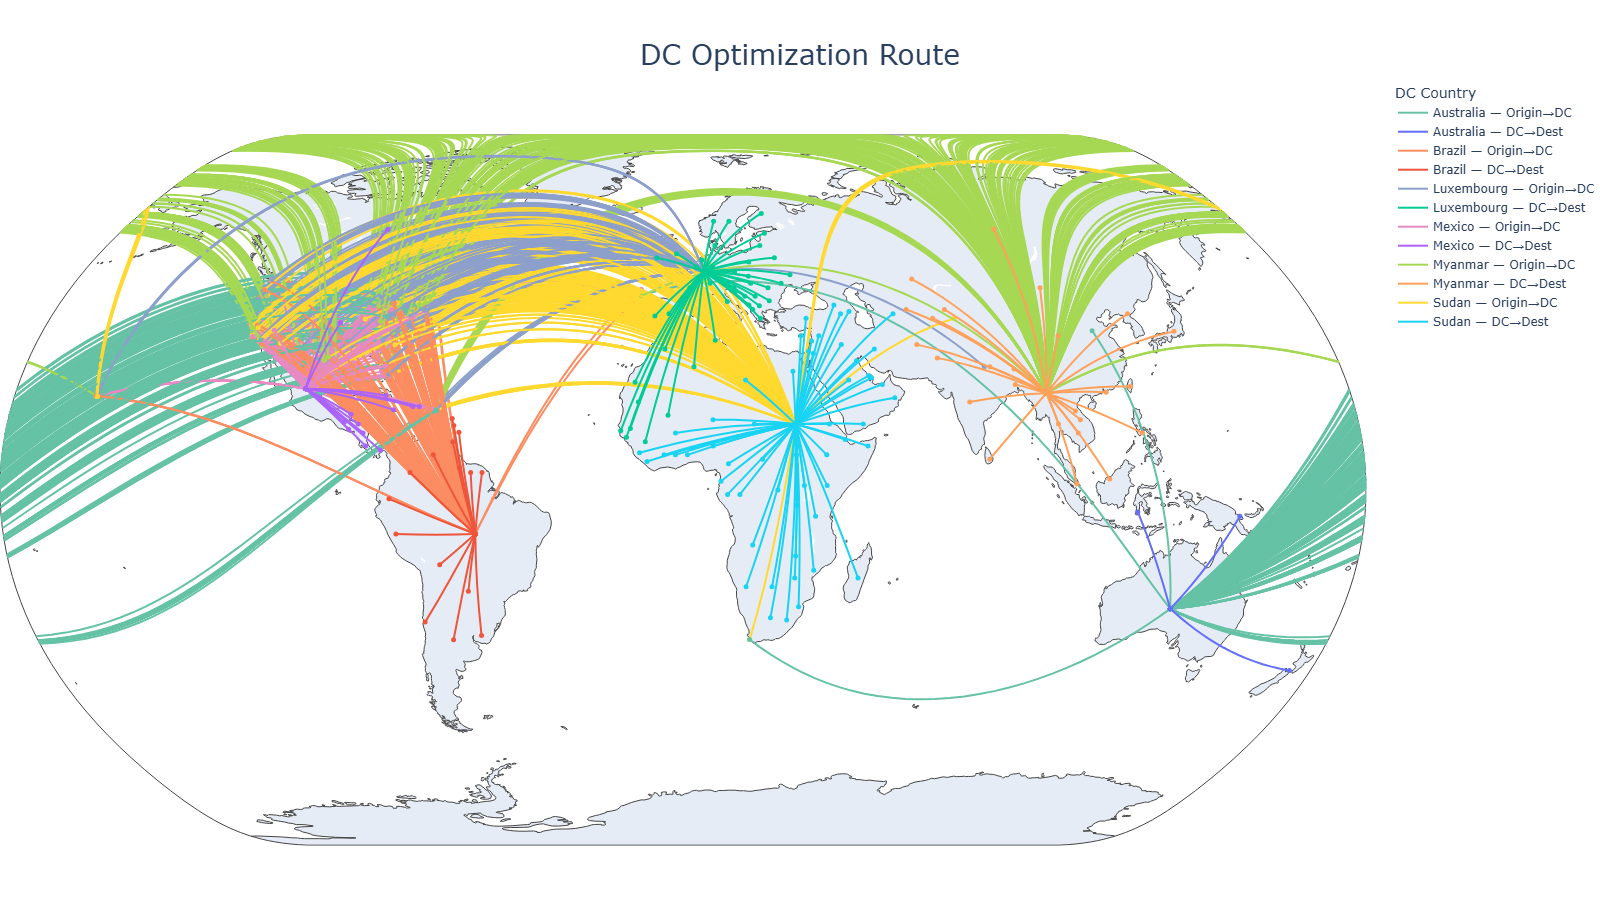 DC Optimization Route
DC Country
Australia — Origin→DC
Australia — DC→Dest
Brazil — Origin→DC
Brazil — DC→Dest
Luxembourg — Origin→DC
Luxembourg — DC→Dest
Mexico — Origin→DC
Mexico — DC→Dest
Myanmar — Origin→DC
Myanmar — DC→Dest
Sudan — Origin→DC
Sudan — DC→Dest